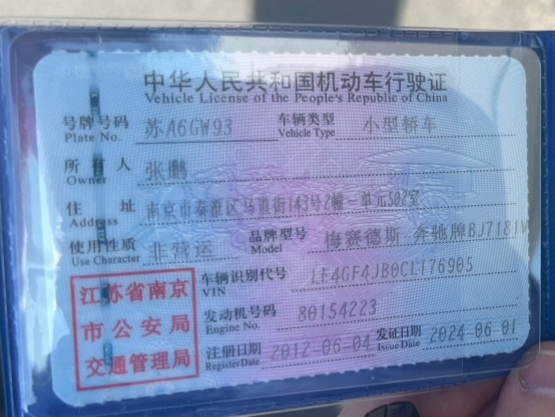 中华人民共和国机动车行驶证
Vehicle License of the People's Republic of China
号牌号码 苏A6GW93 车辆类型 小型轿车
Plate No. Vehicle Type
所有人 张鹏
Owner
住址 南京市秦淮区马道街143号2幢一单元502室
Address
使用性质 非营运 品牌型号 梅赛德斯 奔驰牌BJ7181V
Use Character Model
江苏省南京
市公安局
交通管理局
车辆识别代号 LE4GF4JB0CL176905
VIN
发动机号码 80154223
Engine No.
注册日期 2012-06-04 发证日期 2024-06-01
Register Date Issue Date